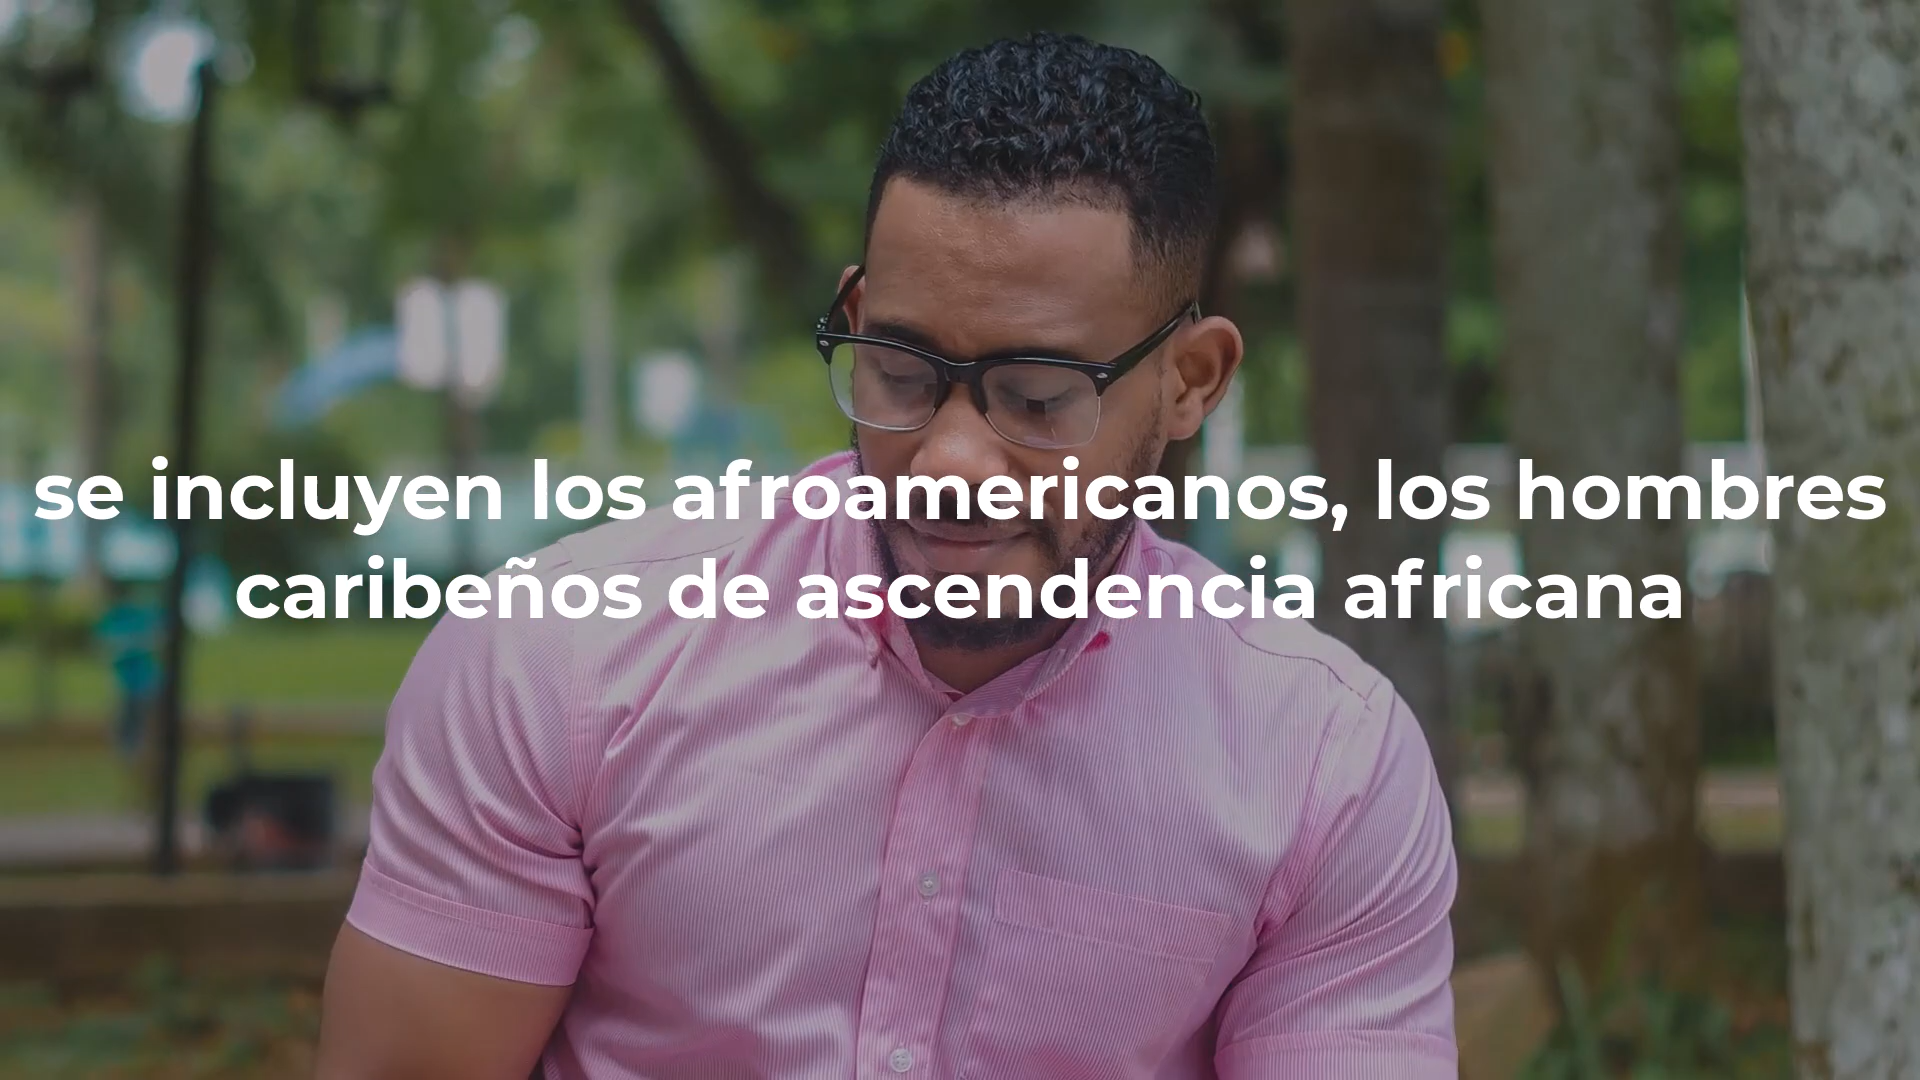 se incluyen los afroamericanos, los hombres
caribeños de ascendencia africana